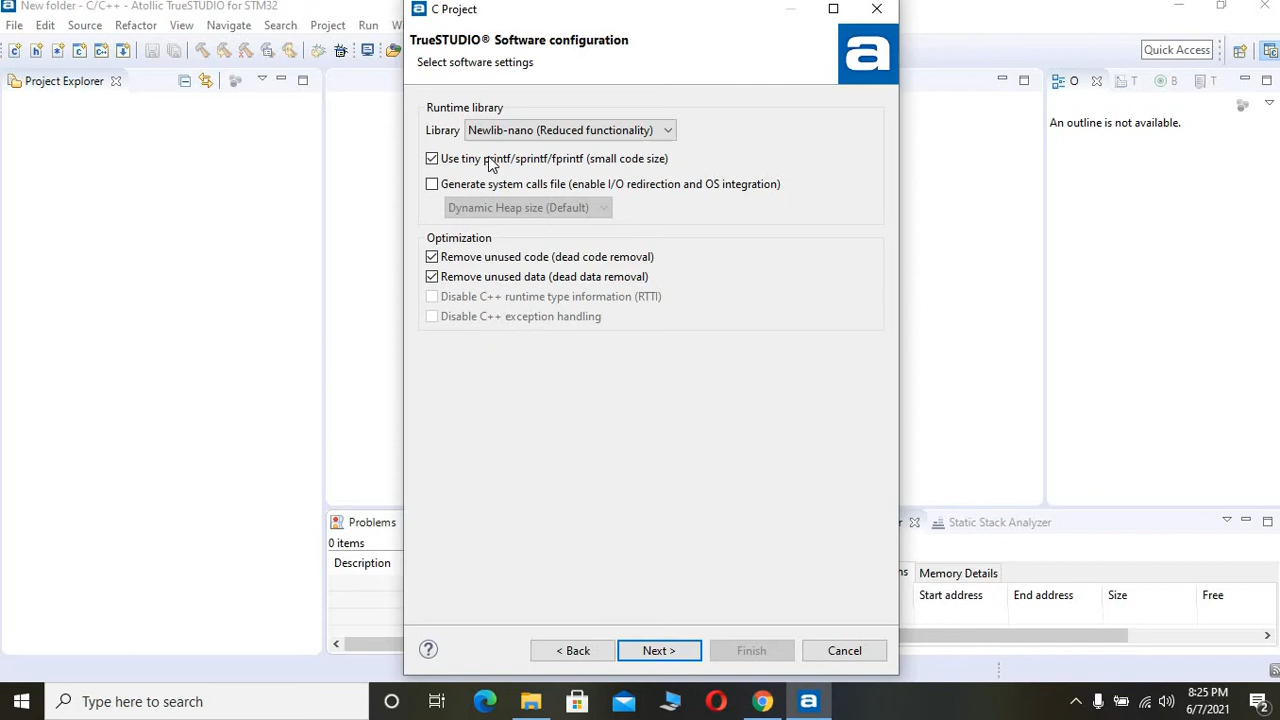 New folder - C/C++ - Atollic TrueSTUDIO for STM32
C Project
File Edit Source Refactor View Navigate Search Project Run W
TrueSTUDIO® Software configuration
Select software settings
Quick Access
Project Explorer
O
T
B
T
An outline is not available.
Runtime library
Library Newlib-nano (Reduced functionality)
Use tiny printf/sprintf/fprintf (small code size)
Generate system calls file (enable I/O redirection and OS integration)
Dynamic Heap size (Default)
Optimization
Remove unused code (dead code removal)
Remove unused data (dead data removal)
Disable C++ runtime type information (RTTI)
Disable C++ exception handling
Problems
0 items
Description
Static Stack Analyzer
Memory Details
Start address End address Size Free
< Back Next > Finish Cancel
Type here to search
8:25 PM
6/7/2021
2